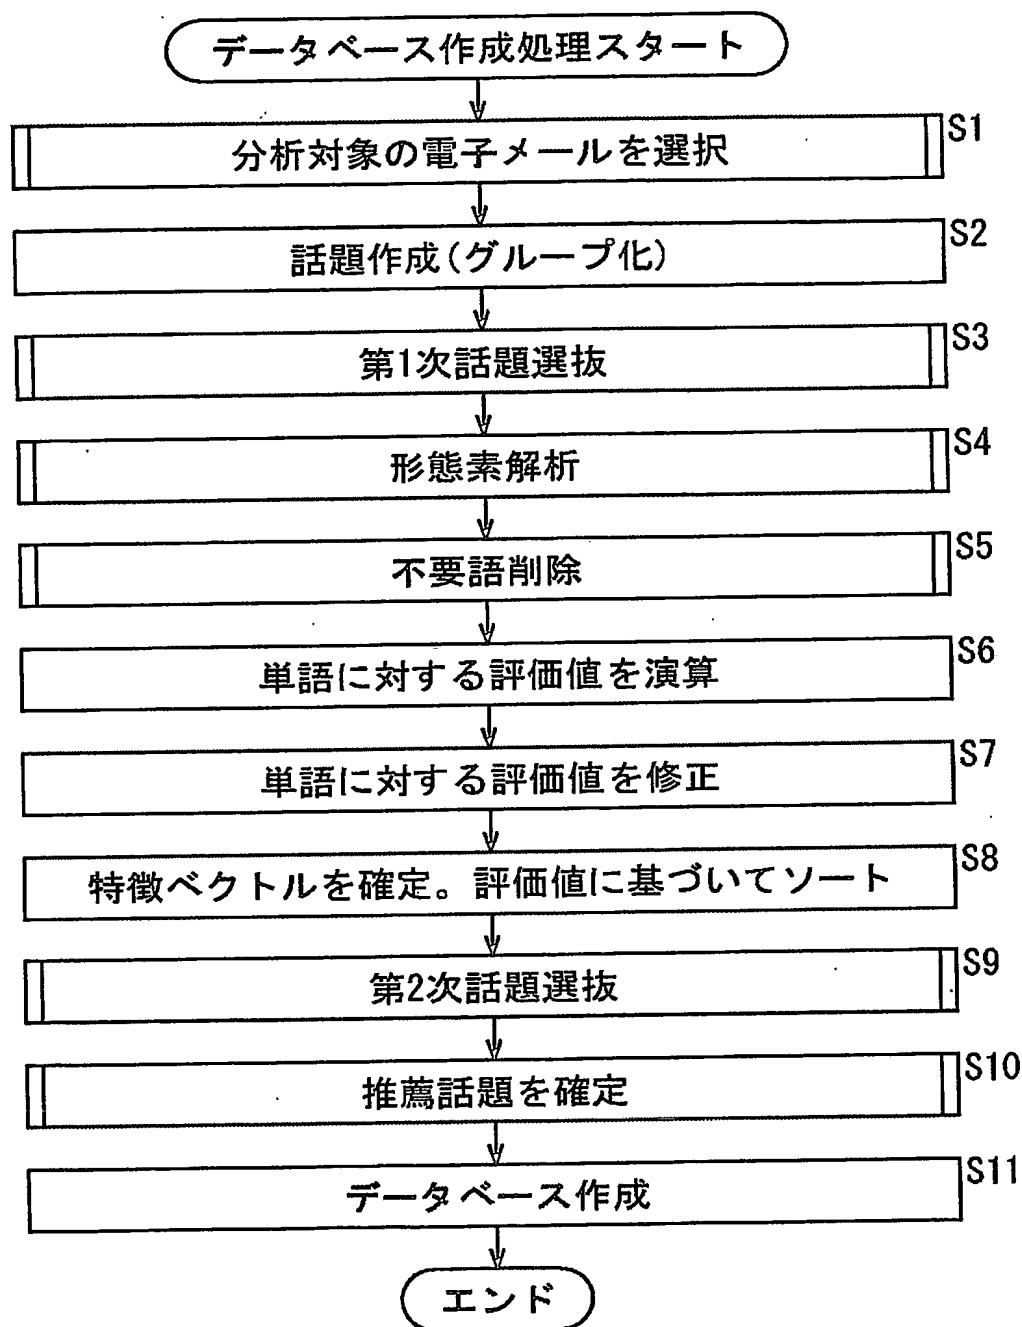 データベース作成処理スタート
分析対象の電子メールを選択 S1
話題作成(グループ化) S2
第1次話題選抜 S3
形態素解析 S4
不要語削除 S5
単語に対する評価値を演算 S6
単語に対する評価値を修正 S7
特徴ベクトルを確定。評価値に基づいてソート S8
第2次話題選抜 S9
推薦話題を確定 S10
データベース作成 S11
エンド